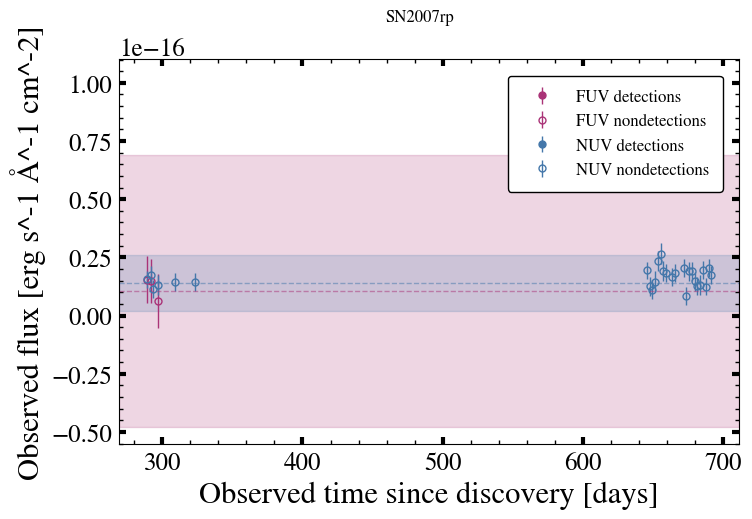 SN2007rp
1e−16
Observed flux [erg s^-1 Å^-1 cm^-2]
1.00
0.75
0.50
0.25
0.00
−0.25
−0.50
FUV detections
FUV nondetections
NUV detections
NUV nondetections
300
400
500
600
700
Observed time since discovery [days]